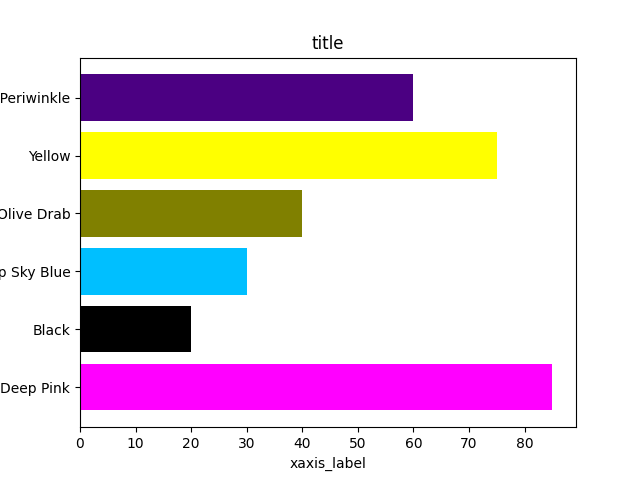 title
Periwinkle
Yellow
Olive Drab
p Sky Blue
Black
Deep Pink
0 10 20 30 40 50 60 70 80
xaxis_label